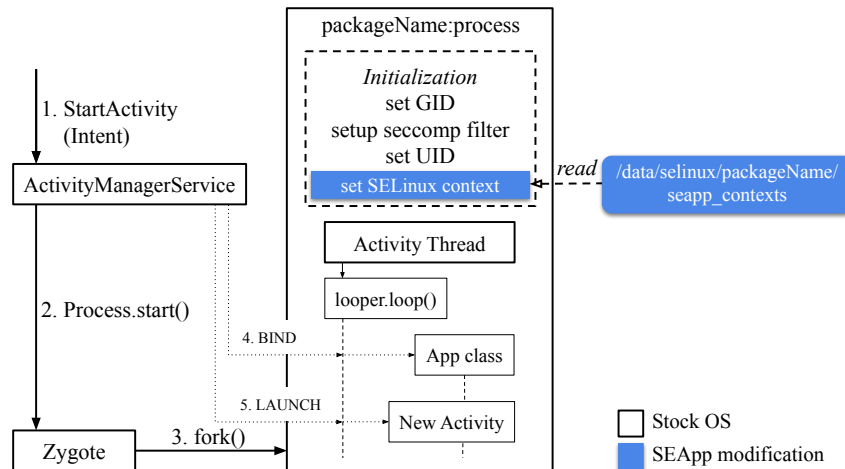 packageName:process
Initialization
set GID
setup seccomp filter
set UID
set SELinux context
read
/data/selinux/packageName/
seapp_contexts
1. StartActivity
(Intent)
ActivityManagerService
Activity Thread
looper.loop()
2. Process.start()
4. BIND
App class
5. LAUNCH
New Activity
Zygote
3. fork()
Stock OS
SEApp modification